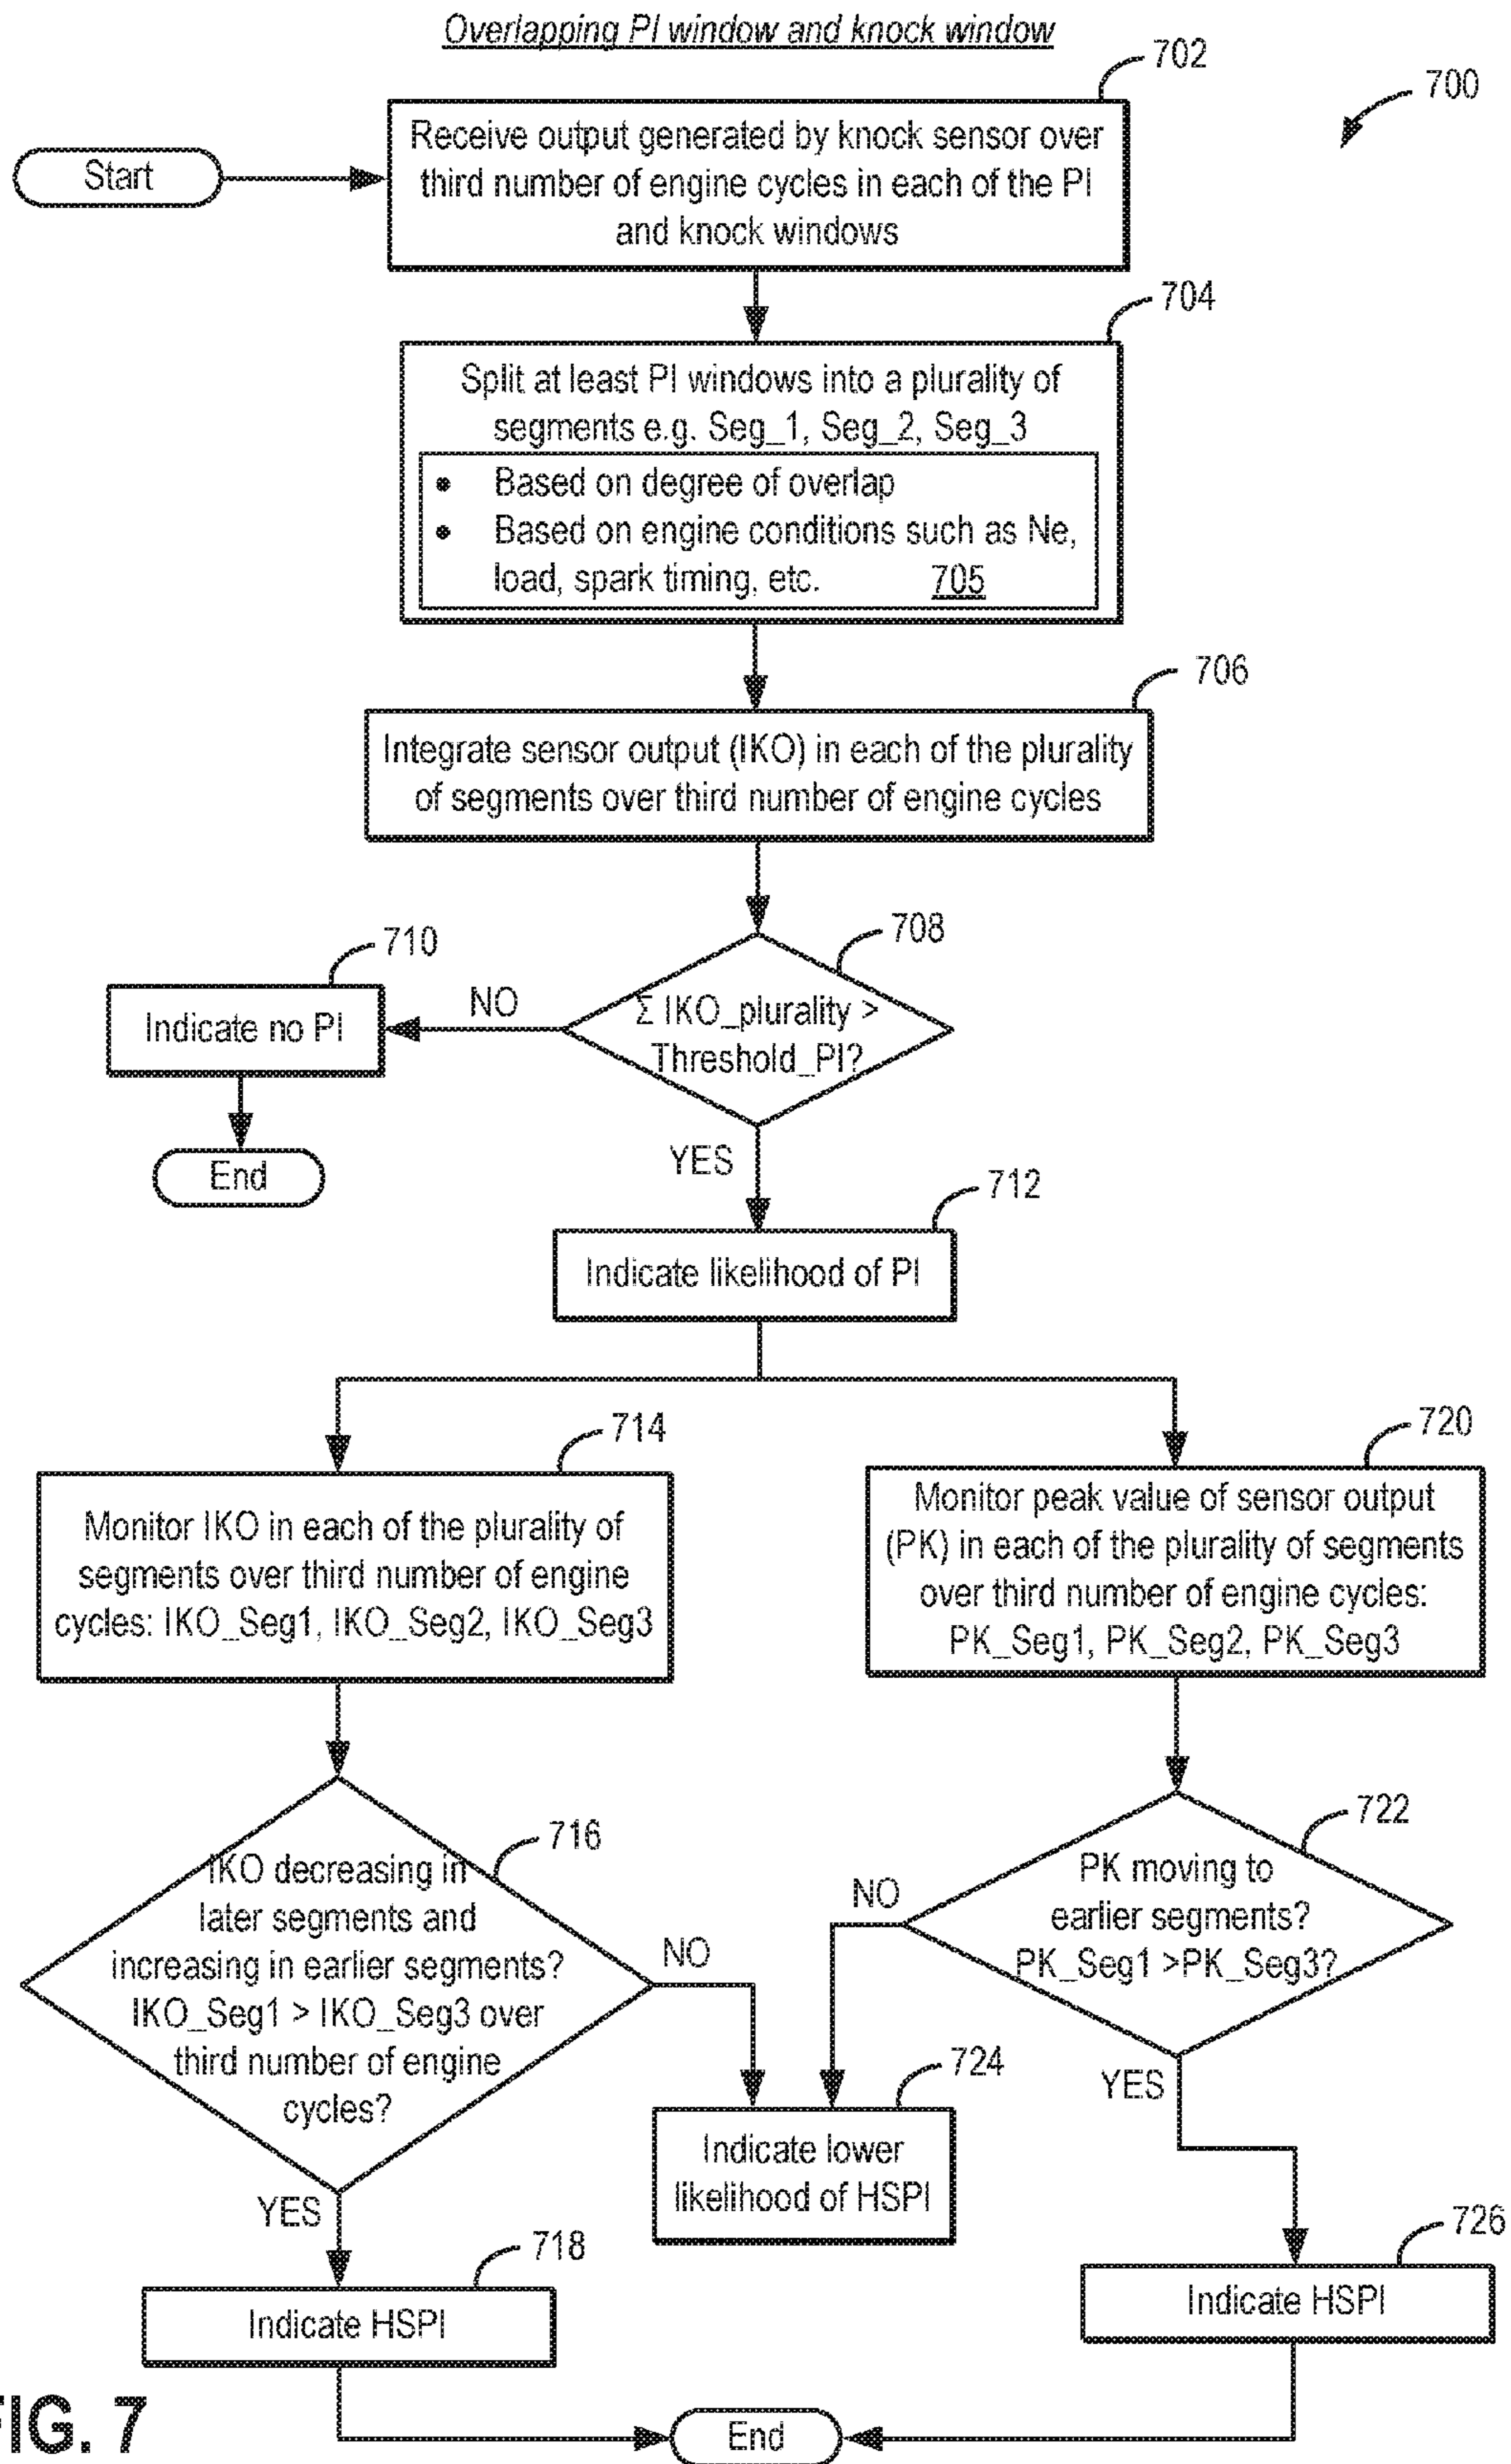 Overlapping PI window and knock window
702
700
Start
Receive output generated by knock sensor over
third number of engine cycles in each of the PI
and knock windows
704
Split at least PI windows into a plurality of
segments e.g. Seg_1, Seg_2, Seg_3
• Based on degree of overlap
• Based on engine conditions such as Ne,
load, spark timing, etc. 705
706
Integrate sensor output (IKO) in each of the plurality
of segments over third number of engine cycles
708
Σ IKO_plurality >
Threshold_PI?
NO
710
Indicate no PI
End
YES
712
Indicate likelihood of PI
714
Monitor IKO in each of the plurality of
segments over third number of engine
cycles: IKO_Seg1, IKO_Seg2, IKO_Seg3
720
Monitor peak value of sensor output
(PK) in each of the plurality of segments
over third number of engine cycles:
PK_Seg1, PK_Seg2, PK_Seg3
716
IKO decreasing in
later segments and
increasing in earlier segments?
IKO_Seg1 > IKO_Seg3 over
third number of engine
cycles?
NO
722
PK moving to
earlier segments?
PK_Seg1 >PK_Seg3?
NO
724
Indicate lower
likelihood of HSPI
YES
718
Indicate HSPI
YES
726
Indicate HSPI
End
FIG. 7